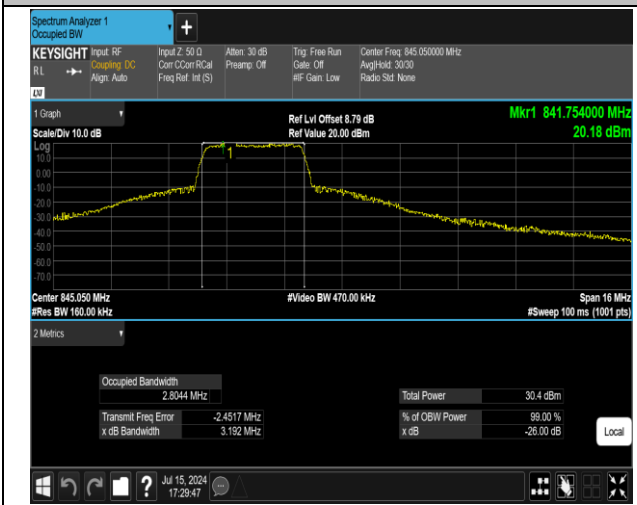 Spectrum Analyzer 1
Occupied BW
+
KEYSIGHT
RL
LXI
Input: RF
Coupling: DC
Align: Auto
Input Z: 50 Ω
Corr CCorr RCal
Freq Ref: Int (S)
Atten: 30 dB
Preamp: Off
Trig: Free Run
Gate: Off
#IF Gain: Low
Center Freq: 845.050000 MHz
Avg|Hold: 30/30
Radio Std: None
1 Graph
Scale/Div 10.0 dB
Ref Lvl Offset 8.79 dB
Ref Value 20.00 dBm
Mkr1 841.754000 MHz
20.18 dBm
Log
10.0
0.00
-10.0
-20.0
-30.0
-40.0
-50.0
-60.0
-70.0
1
Center 845.050 MHz
#Res BW 160.00 kHz
#Video BW 470.00 kHz
Span 16 MHz
#Sweep 100 ms (1001 pts)
2 Metrics
Occupied Bandwidth
2.8044 MHz
Total Power 30.4 dBm
Transmit Freq Error -2.4517 MHz
% of OBW Power 99.00 %
x dB Bandwidth 3.192 MHz
x dB -26.00 dB
Local
?
Jul 15, 2024
17:29:47